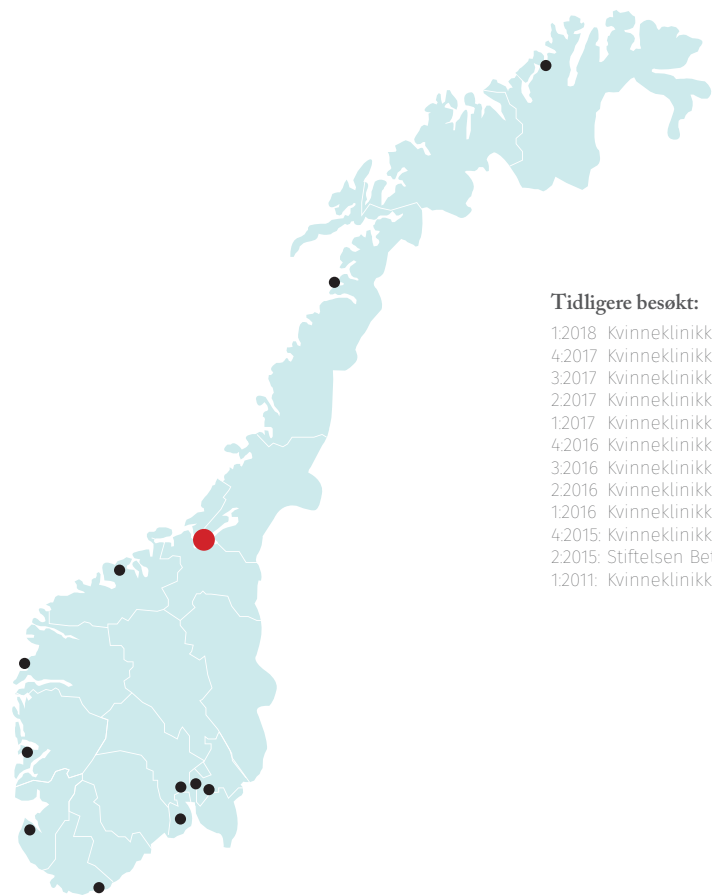 Tidligere besøkt:
1:2018 Kvinneklinikk
4:2017 Kvinneklinikk
3:2017 Kvinneklinikk
2:2017 Kvinneklinikk
1:2017 Kvinneklinikk
4:2016 Kvinneklinikk
3:2016 Kvinneklinikk
2:2016 Kvinneklinikk
1:2016 Kvinneklinikk
4:2015: Kvinneklinikk
2:2015: Stiftelsen Be
1:2011: Kvinneklinikk